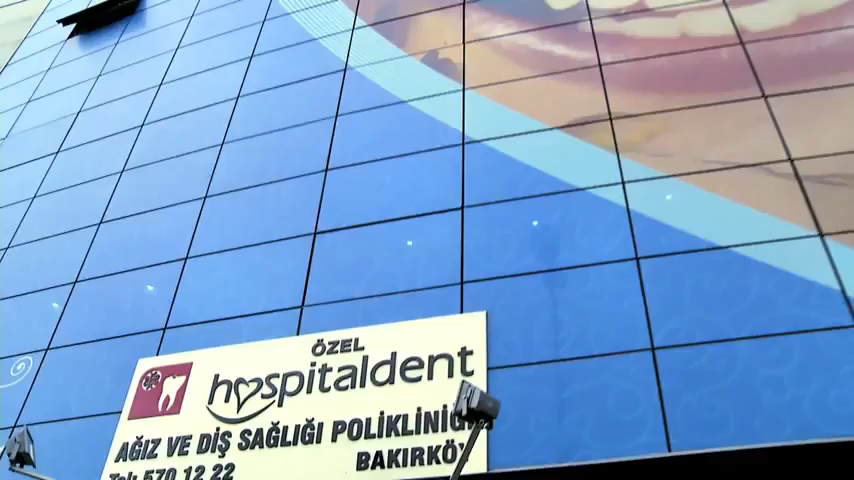 ÖZEL
hospitaldent
AĞIZ VE DİŞ SAĞLIĞI POLİKLİNİĞİ
BAKIRKÖY
Tel: 570 12 22